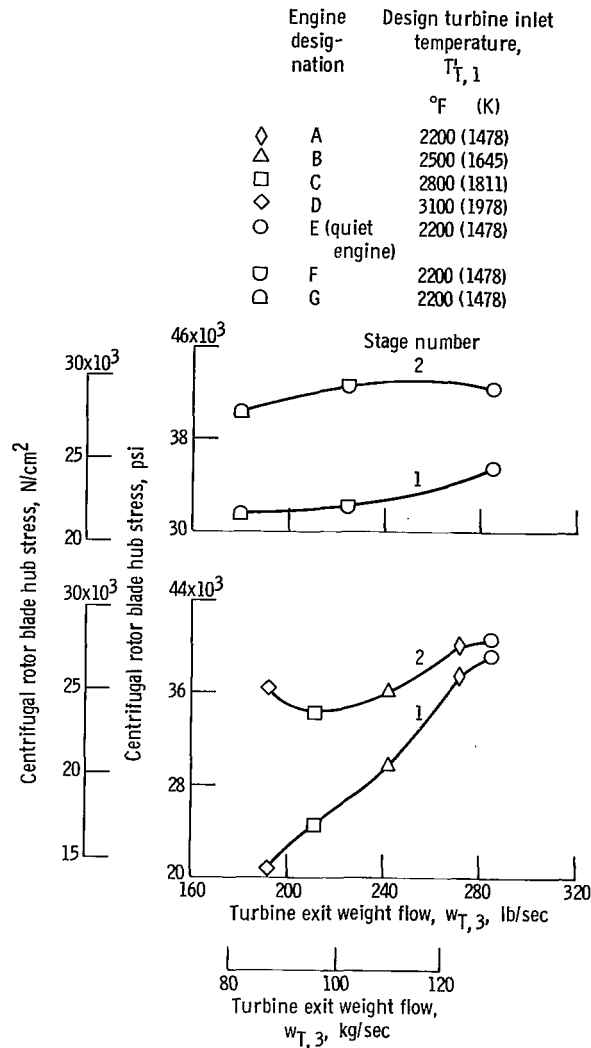 Engine desig- nation
Design turbine inlet temperature, T'T, 1
°F (K)
A 2200 (1478)
B 2500 (1645)
C 2800 (1811)
D 3100 (1978)
E (quiet engine) 2200 (1478)
F 2200 (1478)
G 2200 (1478)
Stage number
2
1
30x10³
25
20
46x10³
38
30
2
1
30x10³
25
20
15
44x10³
36
28
20
Centrifugal rotor blade hub stress, N/cm²
Centrifugal rotor blade hub stress, psi
160 200 240 280 320
Turbine exit weight flow, wT, 3, lb/sec
80 100 120
Turbine exit weight flow,
wT, 3, kg/sec